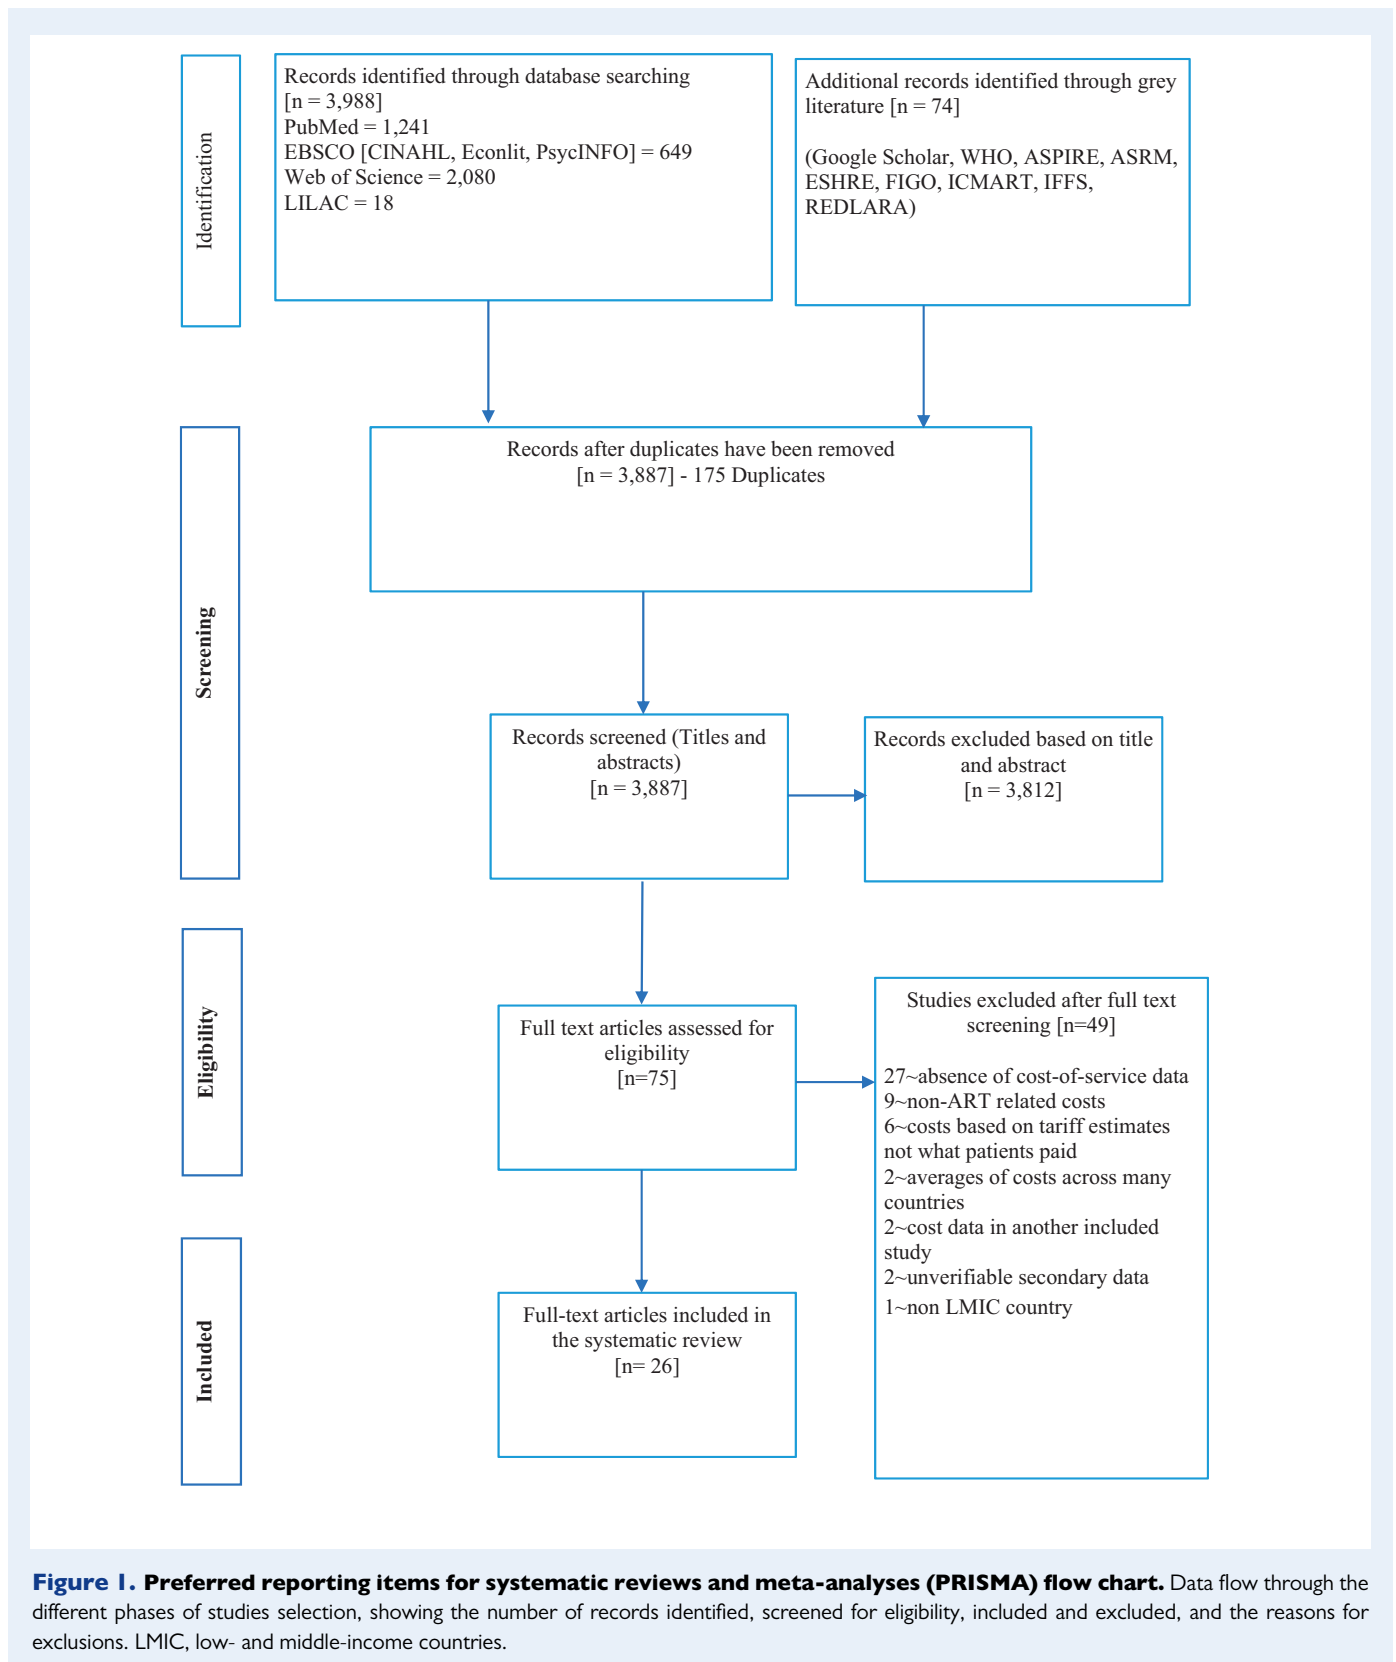 Identification
Records identified through database searching
[n = 3,988]
PubMed = 1,241
EBSCO [CINAHL, Econlit, PsycINFO] = 649
Web of Science = 2,080
LILAC = 18
Additional records identified through grey
literature [n = 74]
(Google Scholar, WHO, ASPIRE, ASRM,
ESHRE, FIGO, ICMART, IFFS,
REDLARA)
Screening
Records after duplicates have been removed
[n = 3,887] - 175 Duplicates
Records screened (Titles and
abstracts)
[n = 3,887]
Records excluded based on title
and abstract
[n = 3,812]
Eligibility
Full text articles assessed for
eligibility
[n=75]
Studies excluded after full text
screening [n=49]
27~absence of cost-of-service data
9~non-ART related costs
6~costs based on tariff estimates
not what patients paid
2~averages of costs across many
countries
2~cost data in another included
study
2~unverifiable secondary data
1~non LMIC country
Included
Full-text articles included in
the systematic review
[n= 26]
Figure 1. Preferred reporting items for systematic reviews and meta-analyses (PRISMA) flow chart. Data flow through the
different phases of studies selection, showing the number of records identified, screened for eligibility, included and excluded, and the reasons for
exclusions. LMIC, low- and middle-income countries.